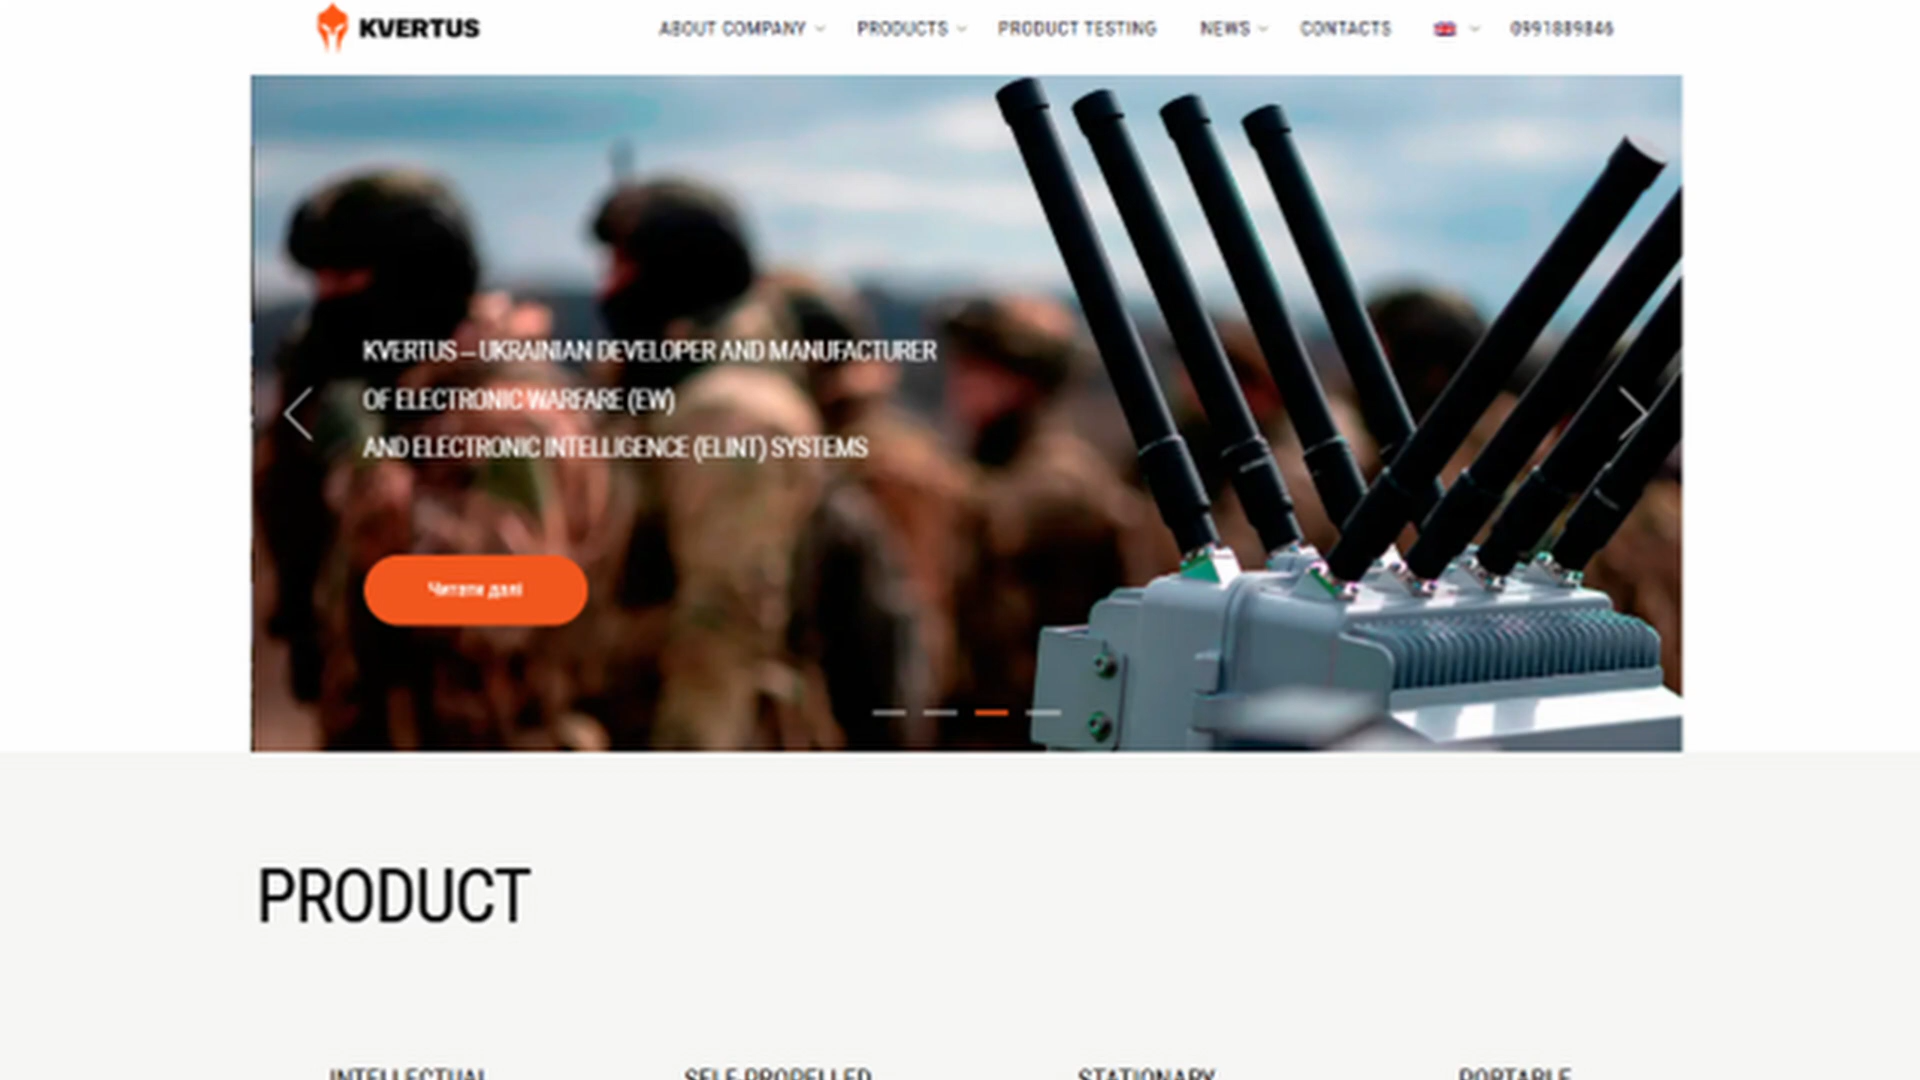 KVERTUS
ABOUT COMPANY
PRODUCTS
PRODUCT TESTING
NEWS
CONTACTS
0991889846
KVERTUS – UKRAINIAN DEVELOPER AND MANUFACTURER
OF ELECTRONIC WARFARE (EW)
AND ELECTRONIC INTELLIGENCE (ELINT) SYSTEMS
Читати далі
PRODUCT
INTELLECTUAL
SELF-PROPELLED
STATIONARY
PORTABLE